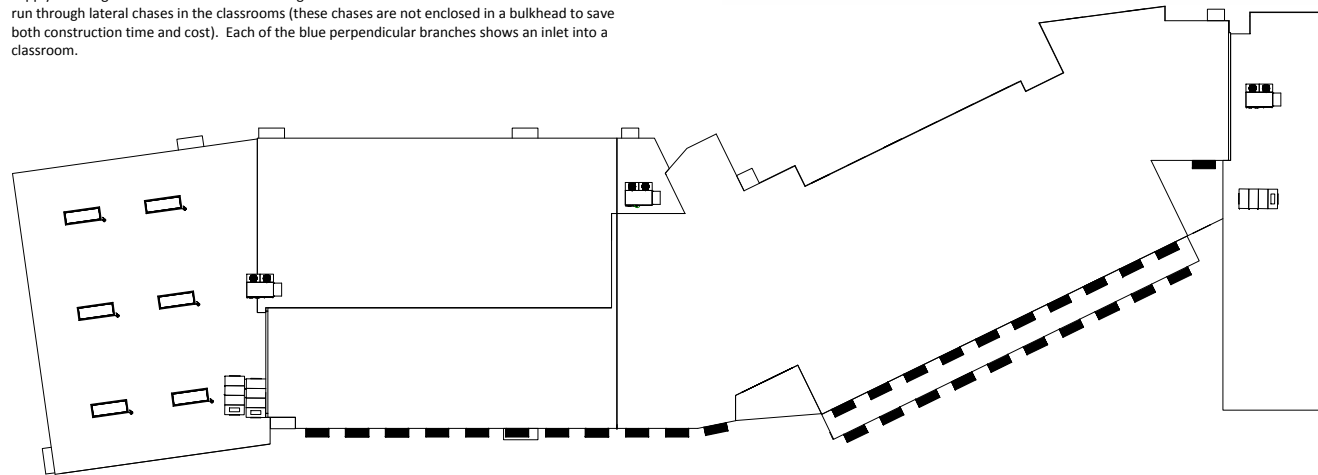 run through lateral chases in the classrooms (these chases are not enclosed in a bulkhead to save
both construction time and cost).  Each of the blue perpendicular branches shows an inlet into a
classroom.